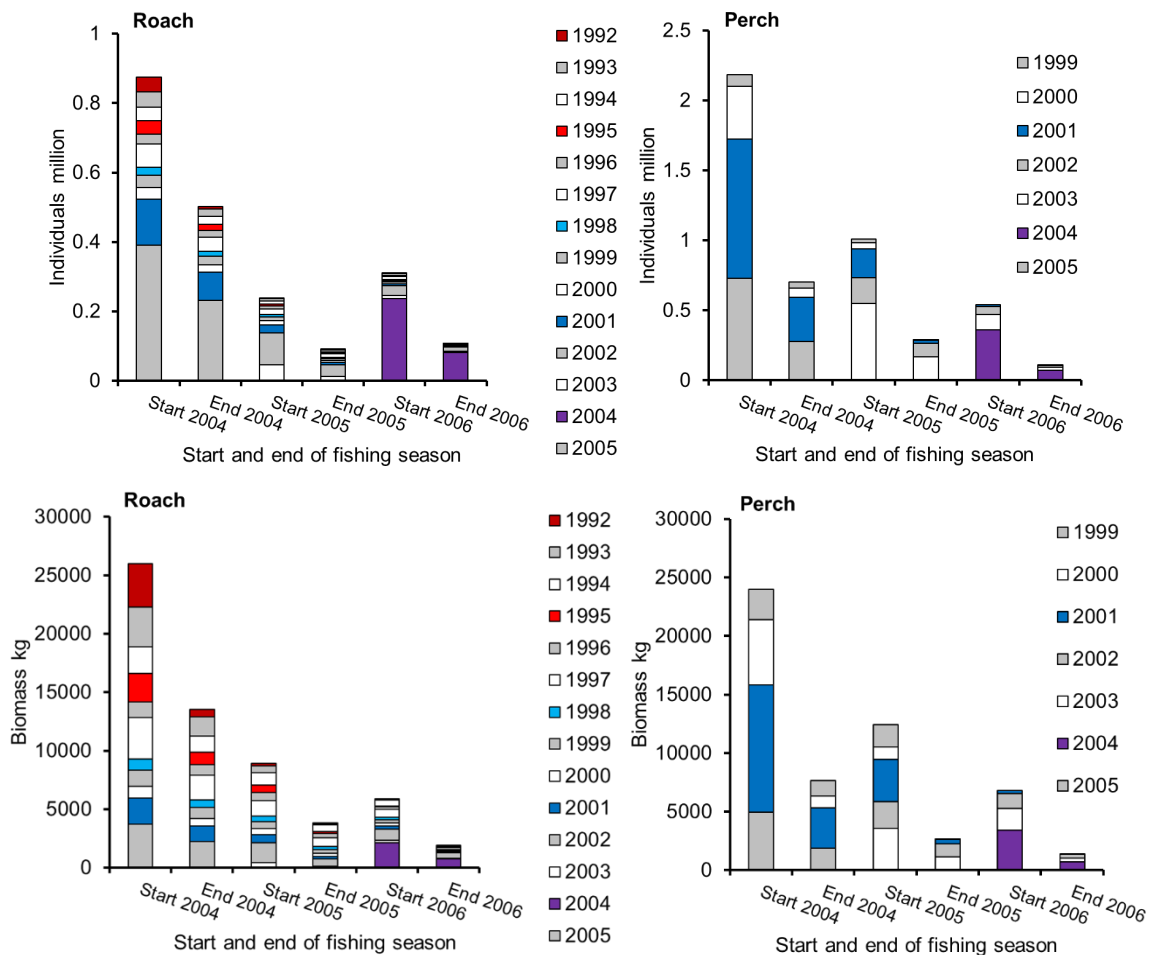 Roach
1
0.8
0.6
0.4
0.2
0
Individuals million
Start 2004
End 2004
Start 2005
End 2005
Start 2006
End 2006
Start and end of fishing season
1992
1993
1994
1995
1996
1997
1998
1999
2000
2001
2002
2003
2004
2005
Perch
2.5
2
1.5
1
0.5
0
Individuals million
Start 2004
End 2004
Start 2005
End 2005
Start 2006
End 2006
Start and end of fishing season
1999
2000
2001
2002
2003
2004
2005
Roach
30000
25000
20000
15000
10000
5000
0
Biomass kg
Start 2004
End 2004
Start 2005
End 2005
Start 2006
End 2006
Start and end of fishing season
1992
1993
1994
1995
1996
1997
1998
1999
2000
2001
2002
2003
2004
2005
Perch
30000
25000
20000
15000
10000
5000
0
Biomass kg
Start 2004
End 2004
Start 2005
End 2005
Start 2006
End 2006
Start and end of fishing season
1999
2000
2001
2002
2003
2004
2005